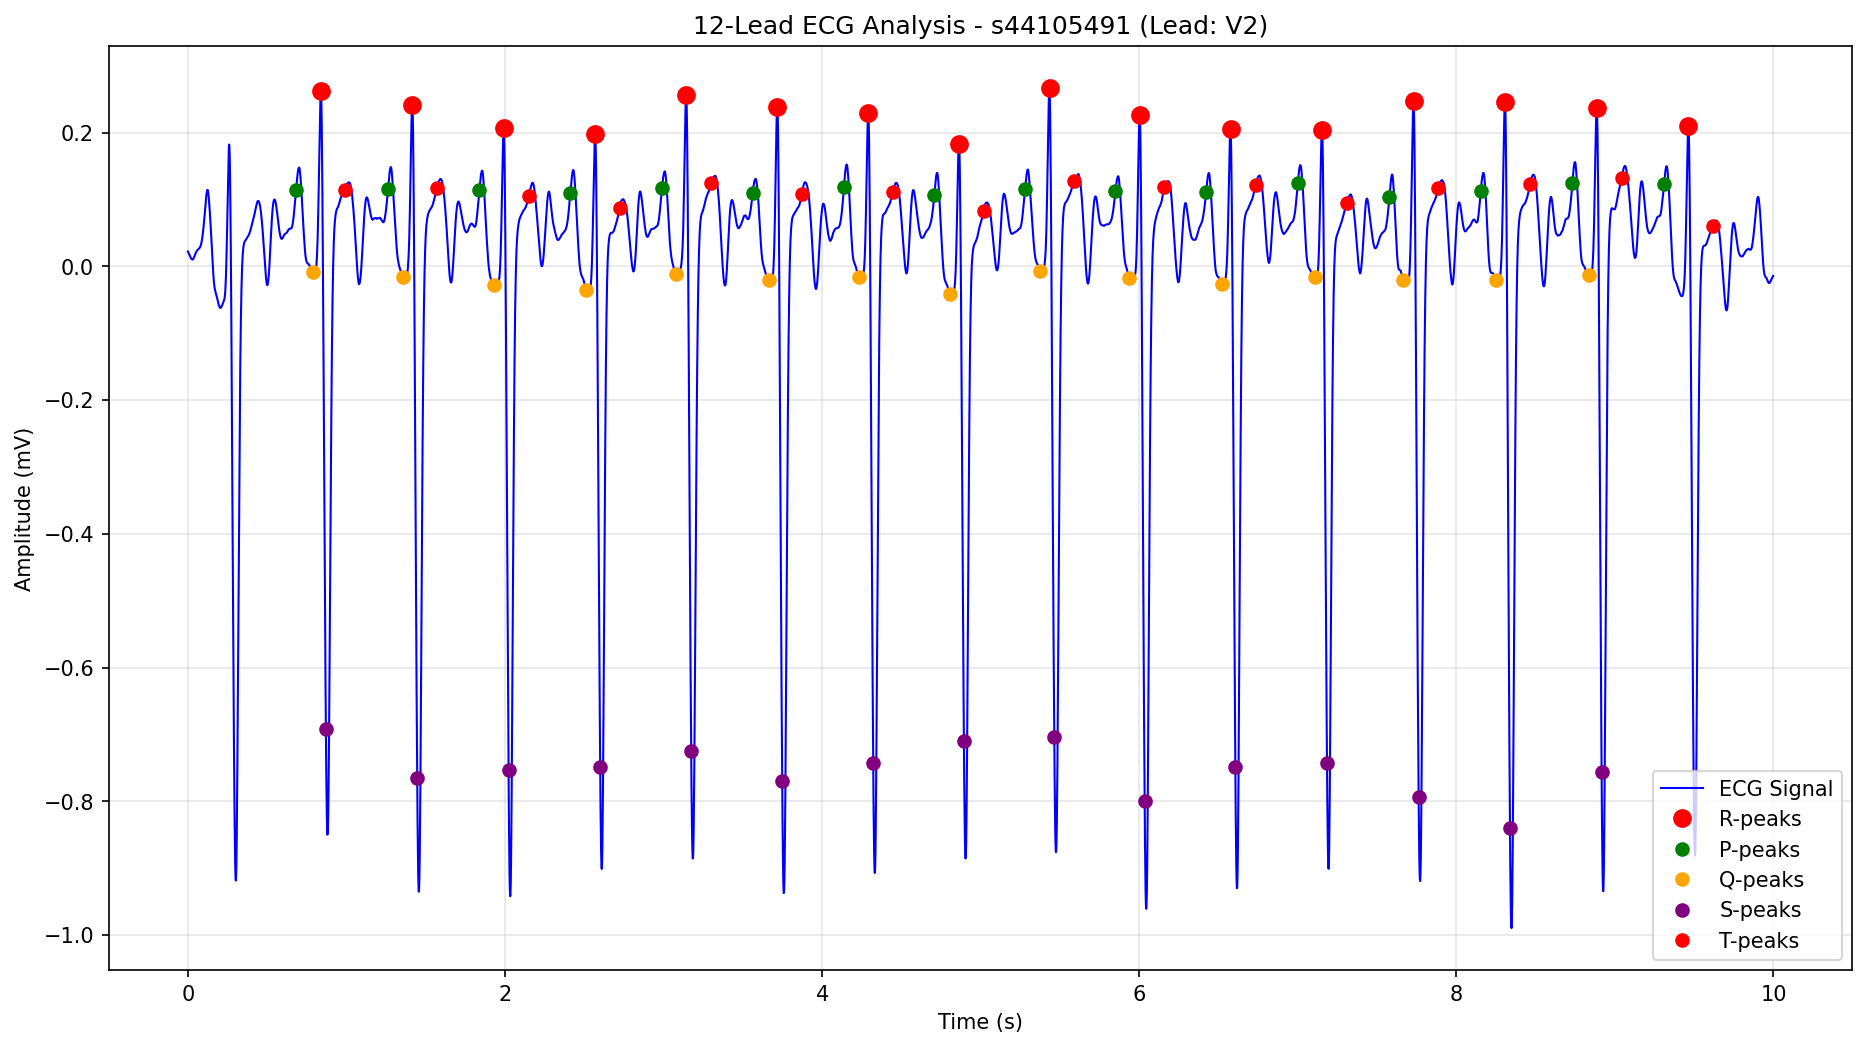 12-Lead ECG Analysis - s44105491 (Lead: V2)
Amplitude (mV)
0.2
0.0
−0.2
−0.4
−0.6
−0.8
−1.0
ECG Signal
R-peaks
P-peaks
Q-peaks
S-peaks
T-peaks
0 2 4 6 8 10
Time (s)